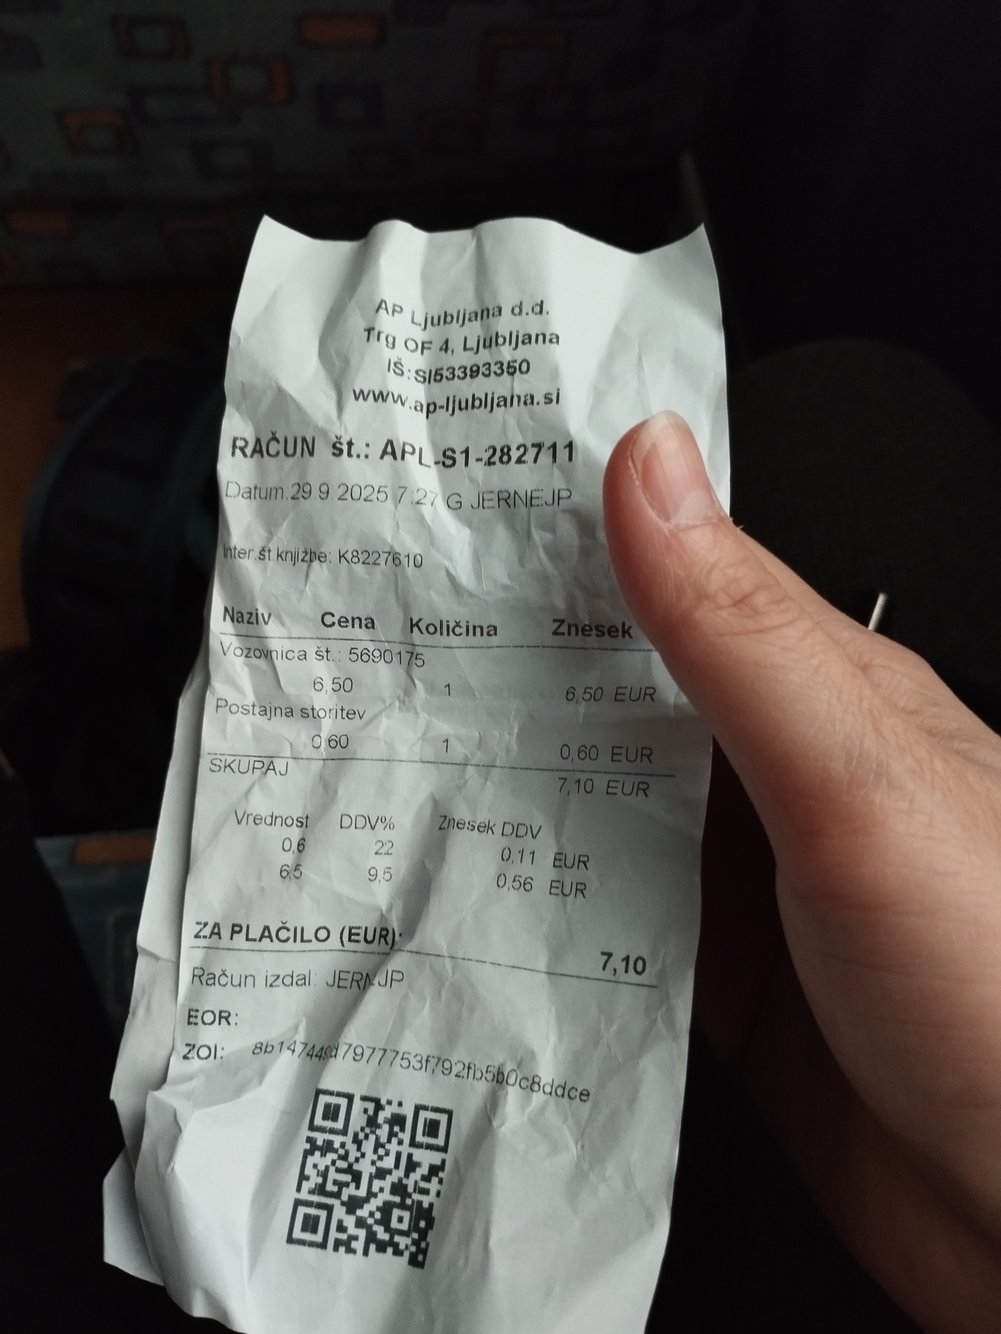 AP Ljubljana d.d.
Trg OF 4, Ljubljana
IŠ:SI53393350
www.ap-ljubljana.si
RAČUN št.: APL-S1-282711
Datum:29.9.2025 7:27 G JERNEJP
Inter.št.knjižbe: K8227610
Naziv Cena Količina Znesek
Vozovnica št.: 5690175
6,50 1 6,50 EUR
Postajna storitev
0,60 1 0,60 EUR
SKUPAJ 7,10 EUR
Vrednost DDV% Znesek DDV
0,6 22 0,11 EUR
6,5 9,5 0,56 EUR
ZA PLAČILO (EUR): 7,10
Račun izdal: JERNEJP
EOR:
ZOI: